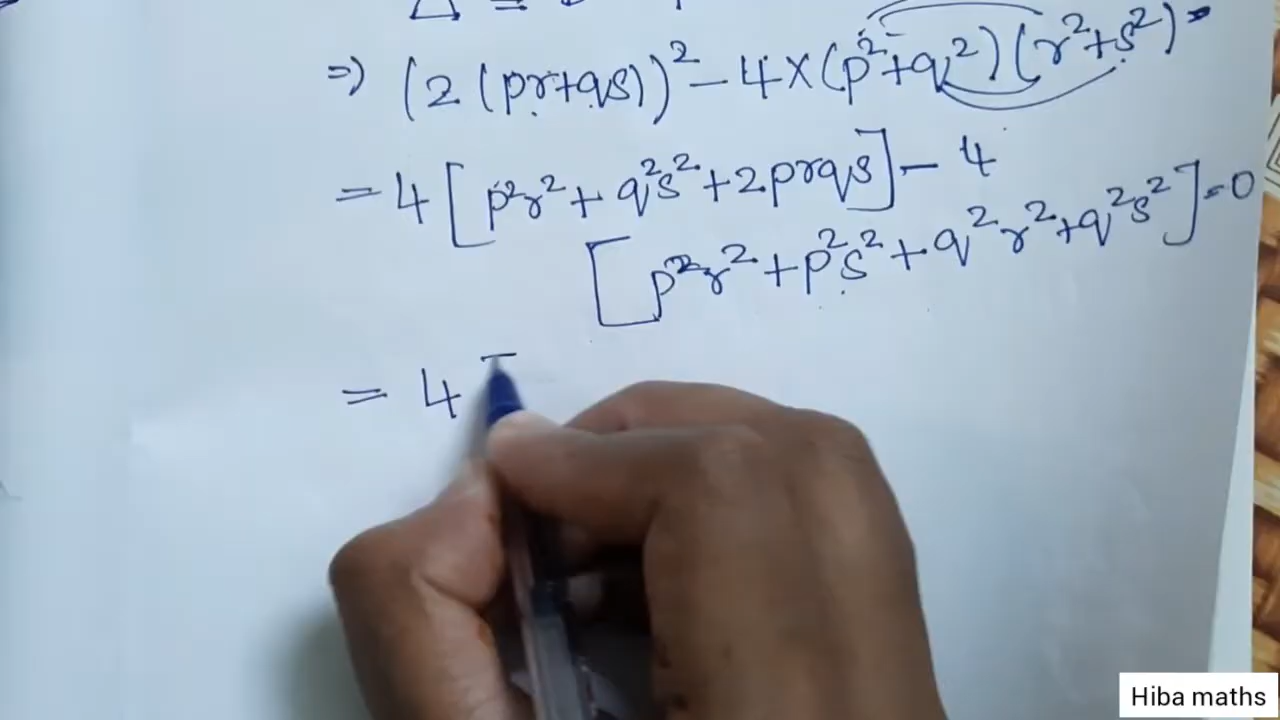 =) (2 (pr+qs))² - 4 × (p²+q²) (r²+s²) =
= 4 [p²r² + q²s² + 2prqs] - 4
[p²r² + p²s² + q²r² + q²s²] = 0
= 4 [
Hiba maths